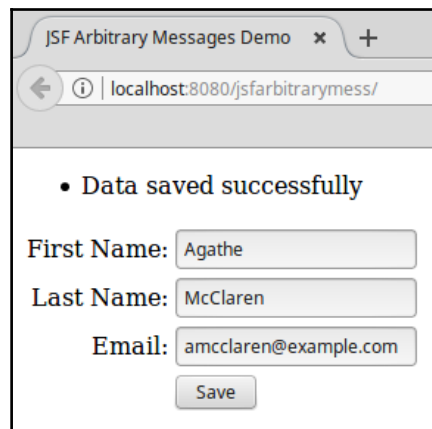 JSF Arbitrary Messages Demo × +
localhost:8080/jsfarbitrarymess/
• Data saved successfully
First Name: Agathe
Last Name: McClaren
Email: amcclaren@example.com
Save